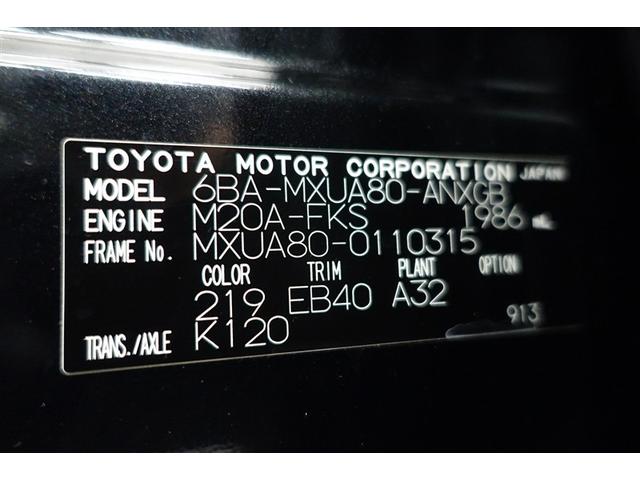 TOYOTA MOTOR CORPORATION JAPAN
MODEL 6BA-MXUA80-ANXGB
ENGINE M20A-FKS 1986 mL
FRAME No. MXUA80-0110315
COLOR TRIM PLANT OPTION
219 EB40 A32
913
TRANS./AXLE K120